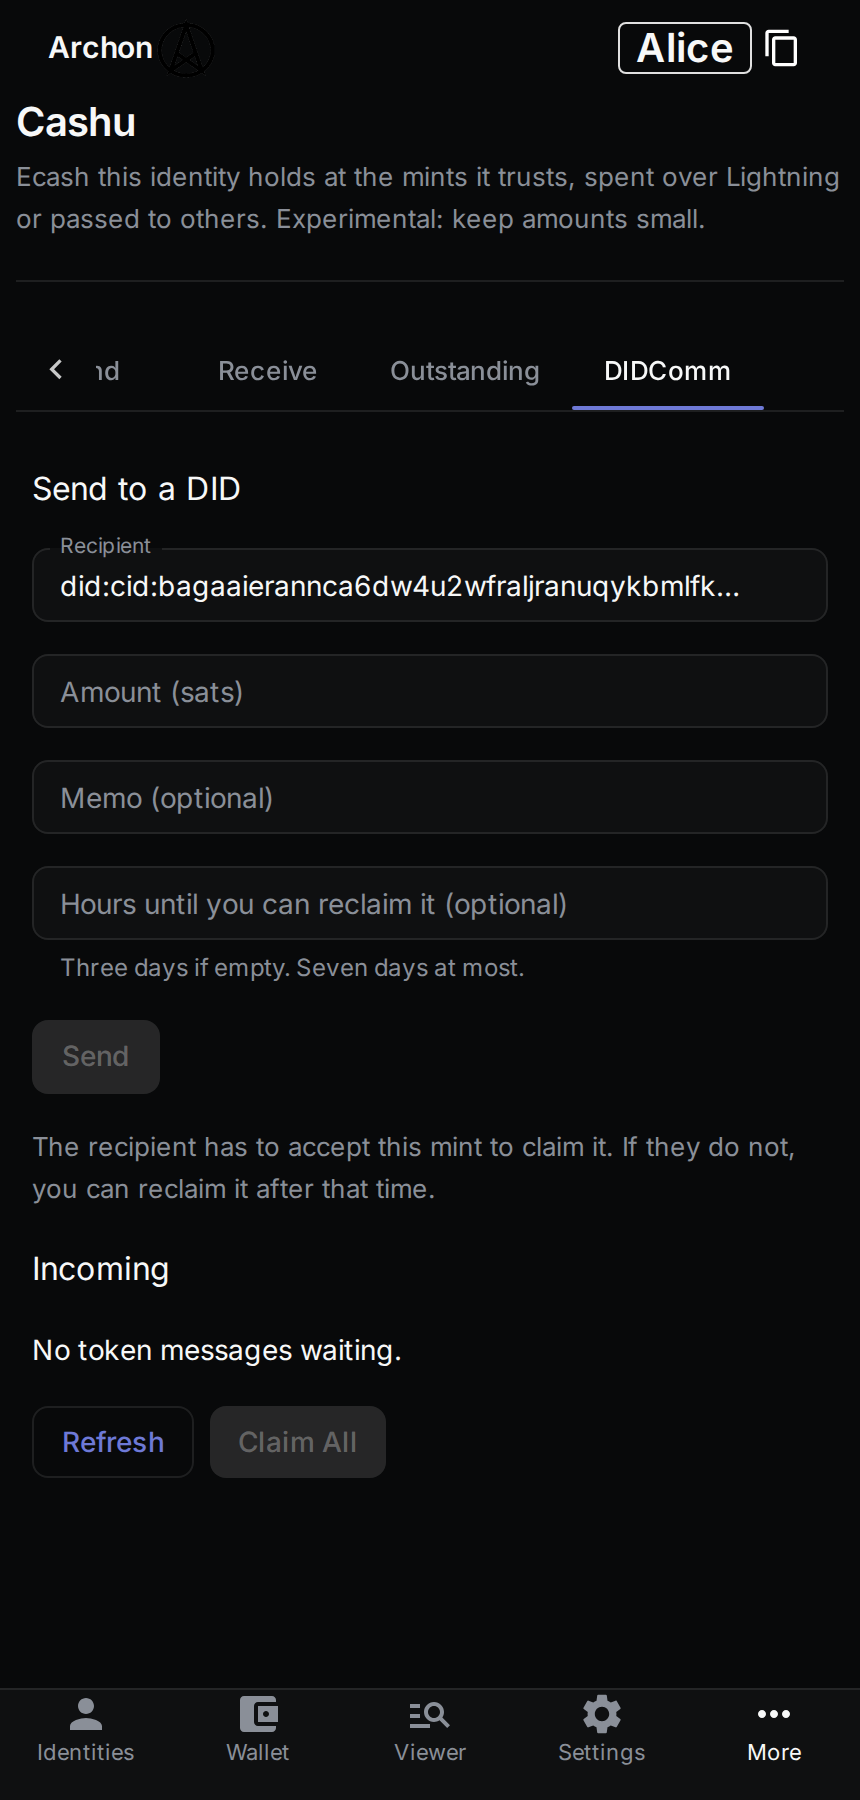 Archon
Alice
Cashu
Ecash this identity holds at the mints it trusts, spent over Lightning
or passed to others. Experimental: keep amounts small.
nd
Receive
Outstanding
DIDComm
Send to a DID
Recipient
did:cid:bagaaierannca6dw4u2wfraljranuqykbmlfk...
Amount (sats)
Memo (optional)
Hours until you can reclaim it (optional)
Three days if empty. Seven days at most.
Send
The recipient has to accept this mint to claim it. If they do not,
you can reclaim it after that time.
Incoming
No token messages waiting.
Refresh
Claim All
Identities
Wallet
Viewer
Settings
More